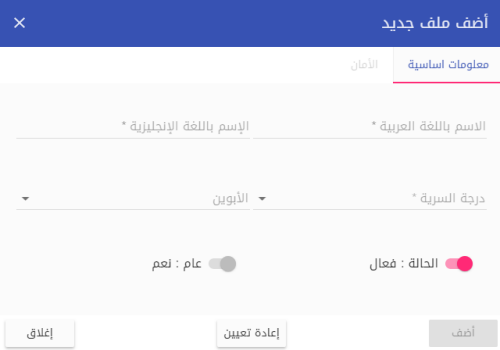 أضف ملف جديد
معلومات اساسية الأمان
الاسم باللغة العربية * الإسم باللغة الإنجليزية *
درجة السرية * الأبوين
الحالة : فعال عام : نعم
أضف إعادة تعيين إغلاق